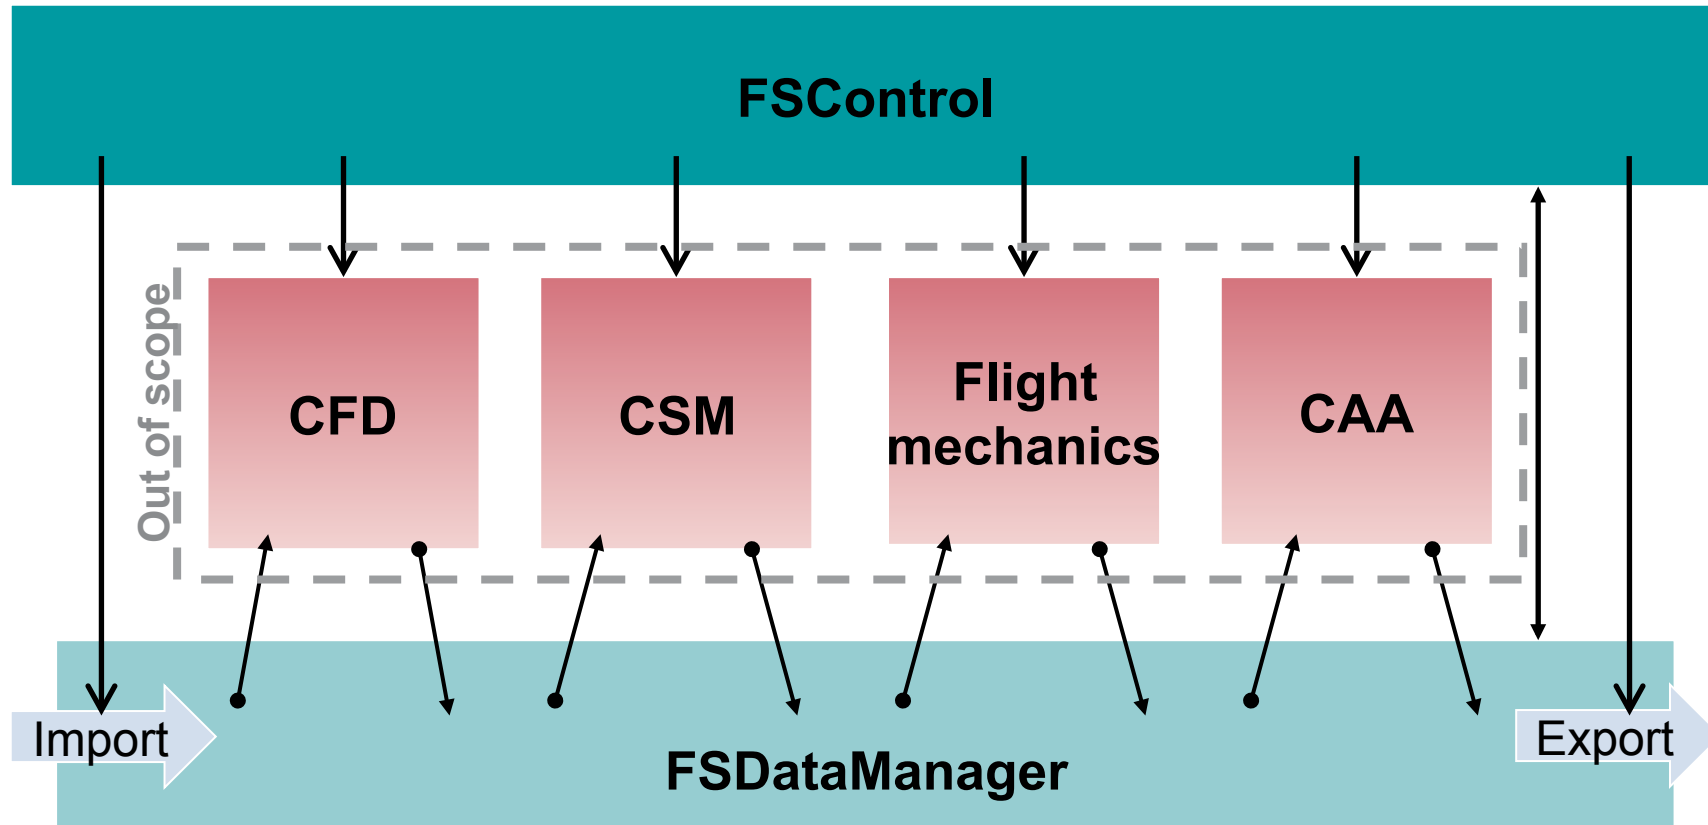 FSControl
Out of scope
CFD
CSM
Flight
mechanics
CAA
Import
Export
FSDataManager